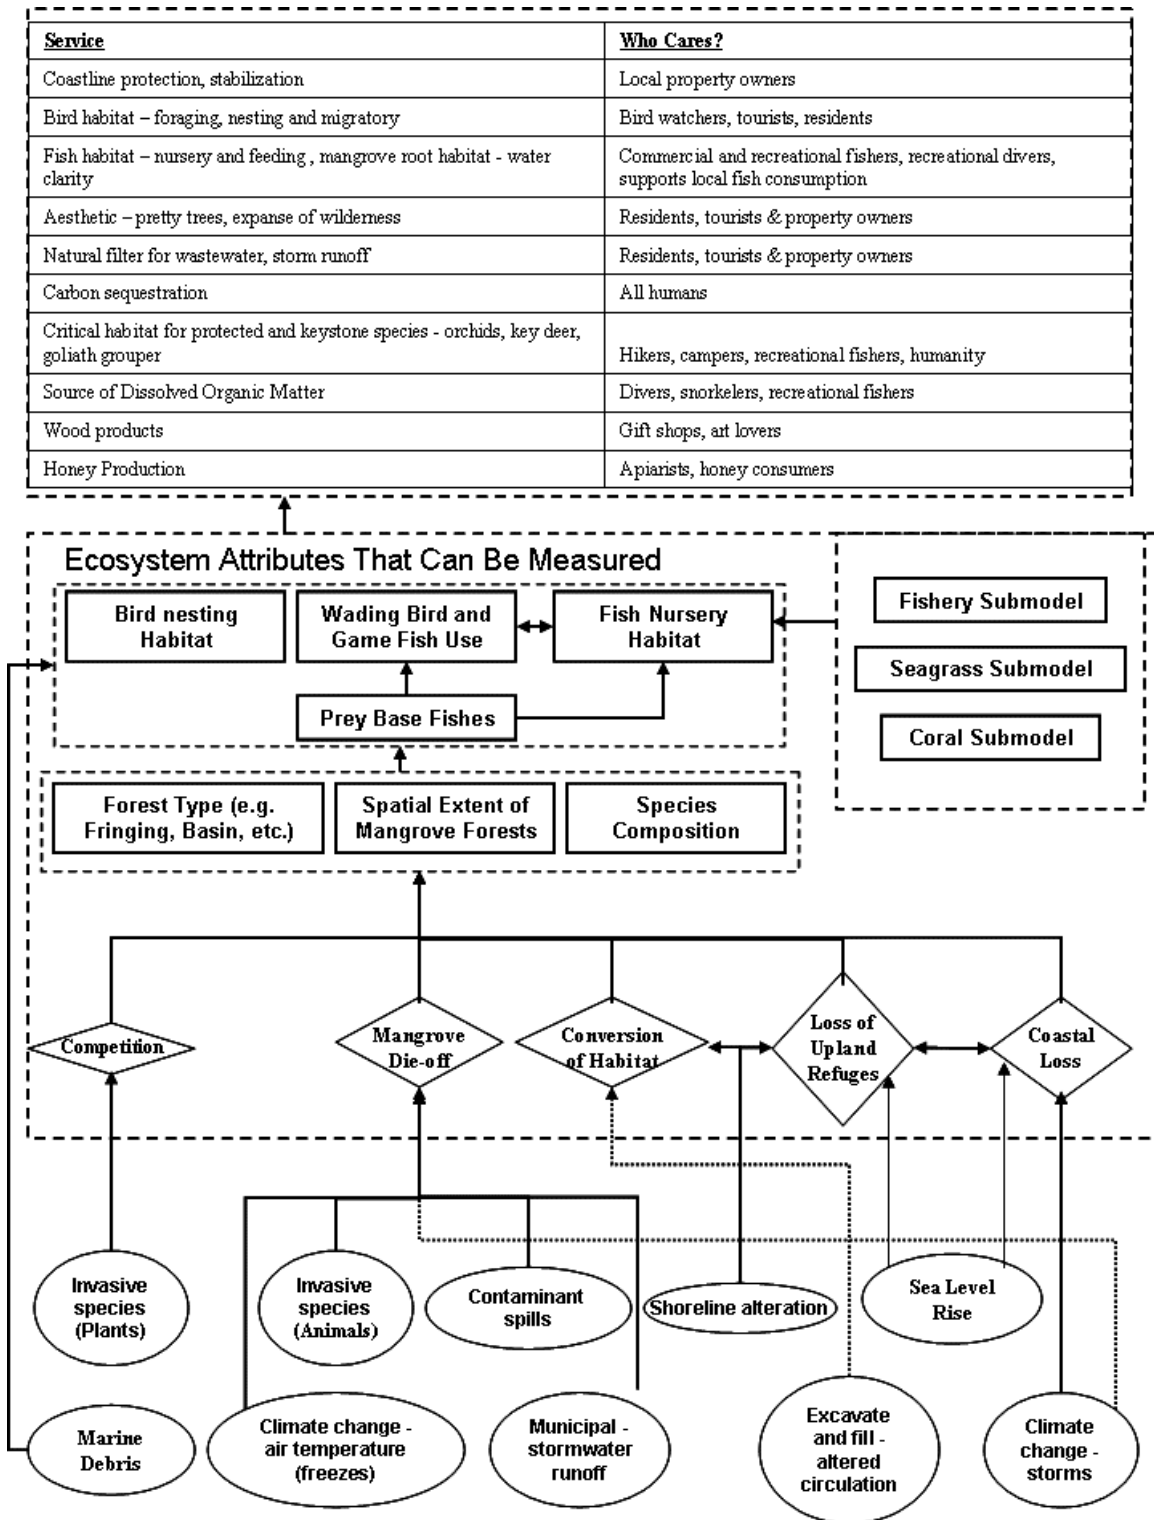 Service
Who Cares?
Coastline protection, stabilization
Local property owners
Bird habitat – foraging, nesting and migratory
Bird watchers, tourists, residents
Fish habitat – nursery and feeding , mangrove root habitat - water
clarity
Commercial and recreational fishers, recreational divers,
supports local fish consumption
Aesthetic – pretty trees, expanse of wilderness
Residents, tourists & property owners
Natural filter for wastewater, storm runoff
Residents, tourists & property owners
Carbon sequestration
All humans
Critical habitat for protected and keystone species - orchids, key deer,
goliath grouper
Hikers, campers, recreational fishers, humanity
Source of Dissolved Organic Matter
Divers, snorkelers, recreational fishers
Wood products
Gift shops, art lovers
Honey Production
Apiarists, honey consumers
Ecosystem Attributes That Can Be Measured
Bird nesting
Habitat
Wading Bird and
Game Fish Use
Fish Nursery
Habitat
Prey Base Fishes
Fishery Submodel
Seagrass Submodel
Coral Submodel
Forest Type (e.g.
Fringing, Basin, etc.)
Spatial Extent of
Mangrove Forests
Species
Composition
Competition
Mangrove
Die-off
Conversion
of Habitat
Loss of
Upland
Refuges
Coastal
Loss
Invasive
species
(Plants)
Invasive
species
(Animals)
Contaminant
spills
Shoreline alteration
Sea Level
Rise
Marine
Debris
Climate change -
air temperature
(freezes)
Municipal -
stormwater
runoff
Excavate
and fill -
altered
circulation
Climate
change -
storms